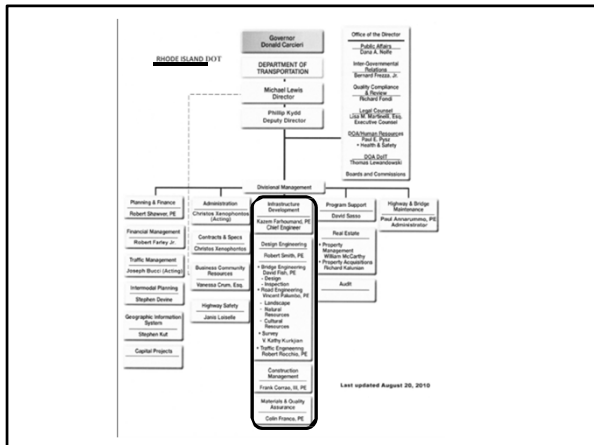 Governor
Donald Carcieri
RHODE ISLAND DOT
DEPARTMENT OF
TRANSPORTATION
Michael Lewis
Director
Phillip Kydd
Deputy Director
Office of the Director
Public Affairs
Dana A. Nolfe
Inter-Governmental
Relations
Bernard Frezza, Jr.
Quality Compliance
& Review
Richard Fondi
Legal Counsel
Lisa M. Martinelli, Esq.
Executive Counsel
DOA/Human Resources
Paul E.
• Health & Safety
DOA DoIT
Thomas Lewandowski
Boards and Commissions
Divisional Management
Planning & Finance
Robert Shawver, PE
Financial Management
Robert Farley Jr.
Traffic Management
Joseph Bucci (Acting)
Intermodal Planning
Stephen Devine
Geographic Information
System
Stephen Kut
Capital Projects
Administration
Christos Xenophontos
(Acting)
Contracts & Specs
Christos Xenophontos
Business Community
Resources
Vanessa Crum, Esq
Highway Safety
Janis Loiselle
Infrastructure
Development
Kazem Farhoumand, PE
Chief Engineer
Design Engineering
Robert Smith, PE
• Bridge Engineering
David Fish, PE
- Design
- Inspection
• Road Engineering
Vincent Palumbo, PE
- Landscape
- Natural
Resources
- Cultural
Resources
• Survey
V. Kathy Kurkjian
• Traffic Engineering
Robert Rocchio, PE
Construction
Management
Frank Corrao, III, PE
Materials & Quality
Assurance
Colin Franco, PE
Program Support
David Sasso
Real Estate
• Property
Management
William McCarthy
• Property Acquisitions
Richard Kalunian
Audit
Highway & Bridge
Maintenance
Paul Annarummo, PE
Administrator
Last updated August 20, 2010